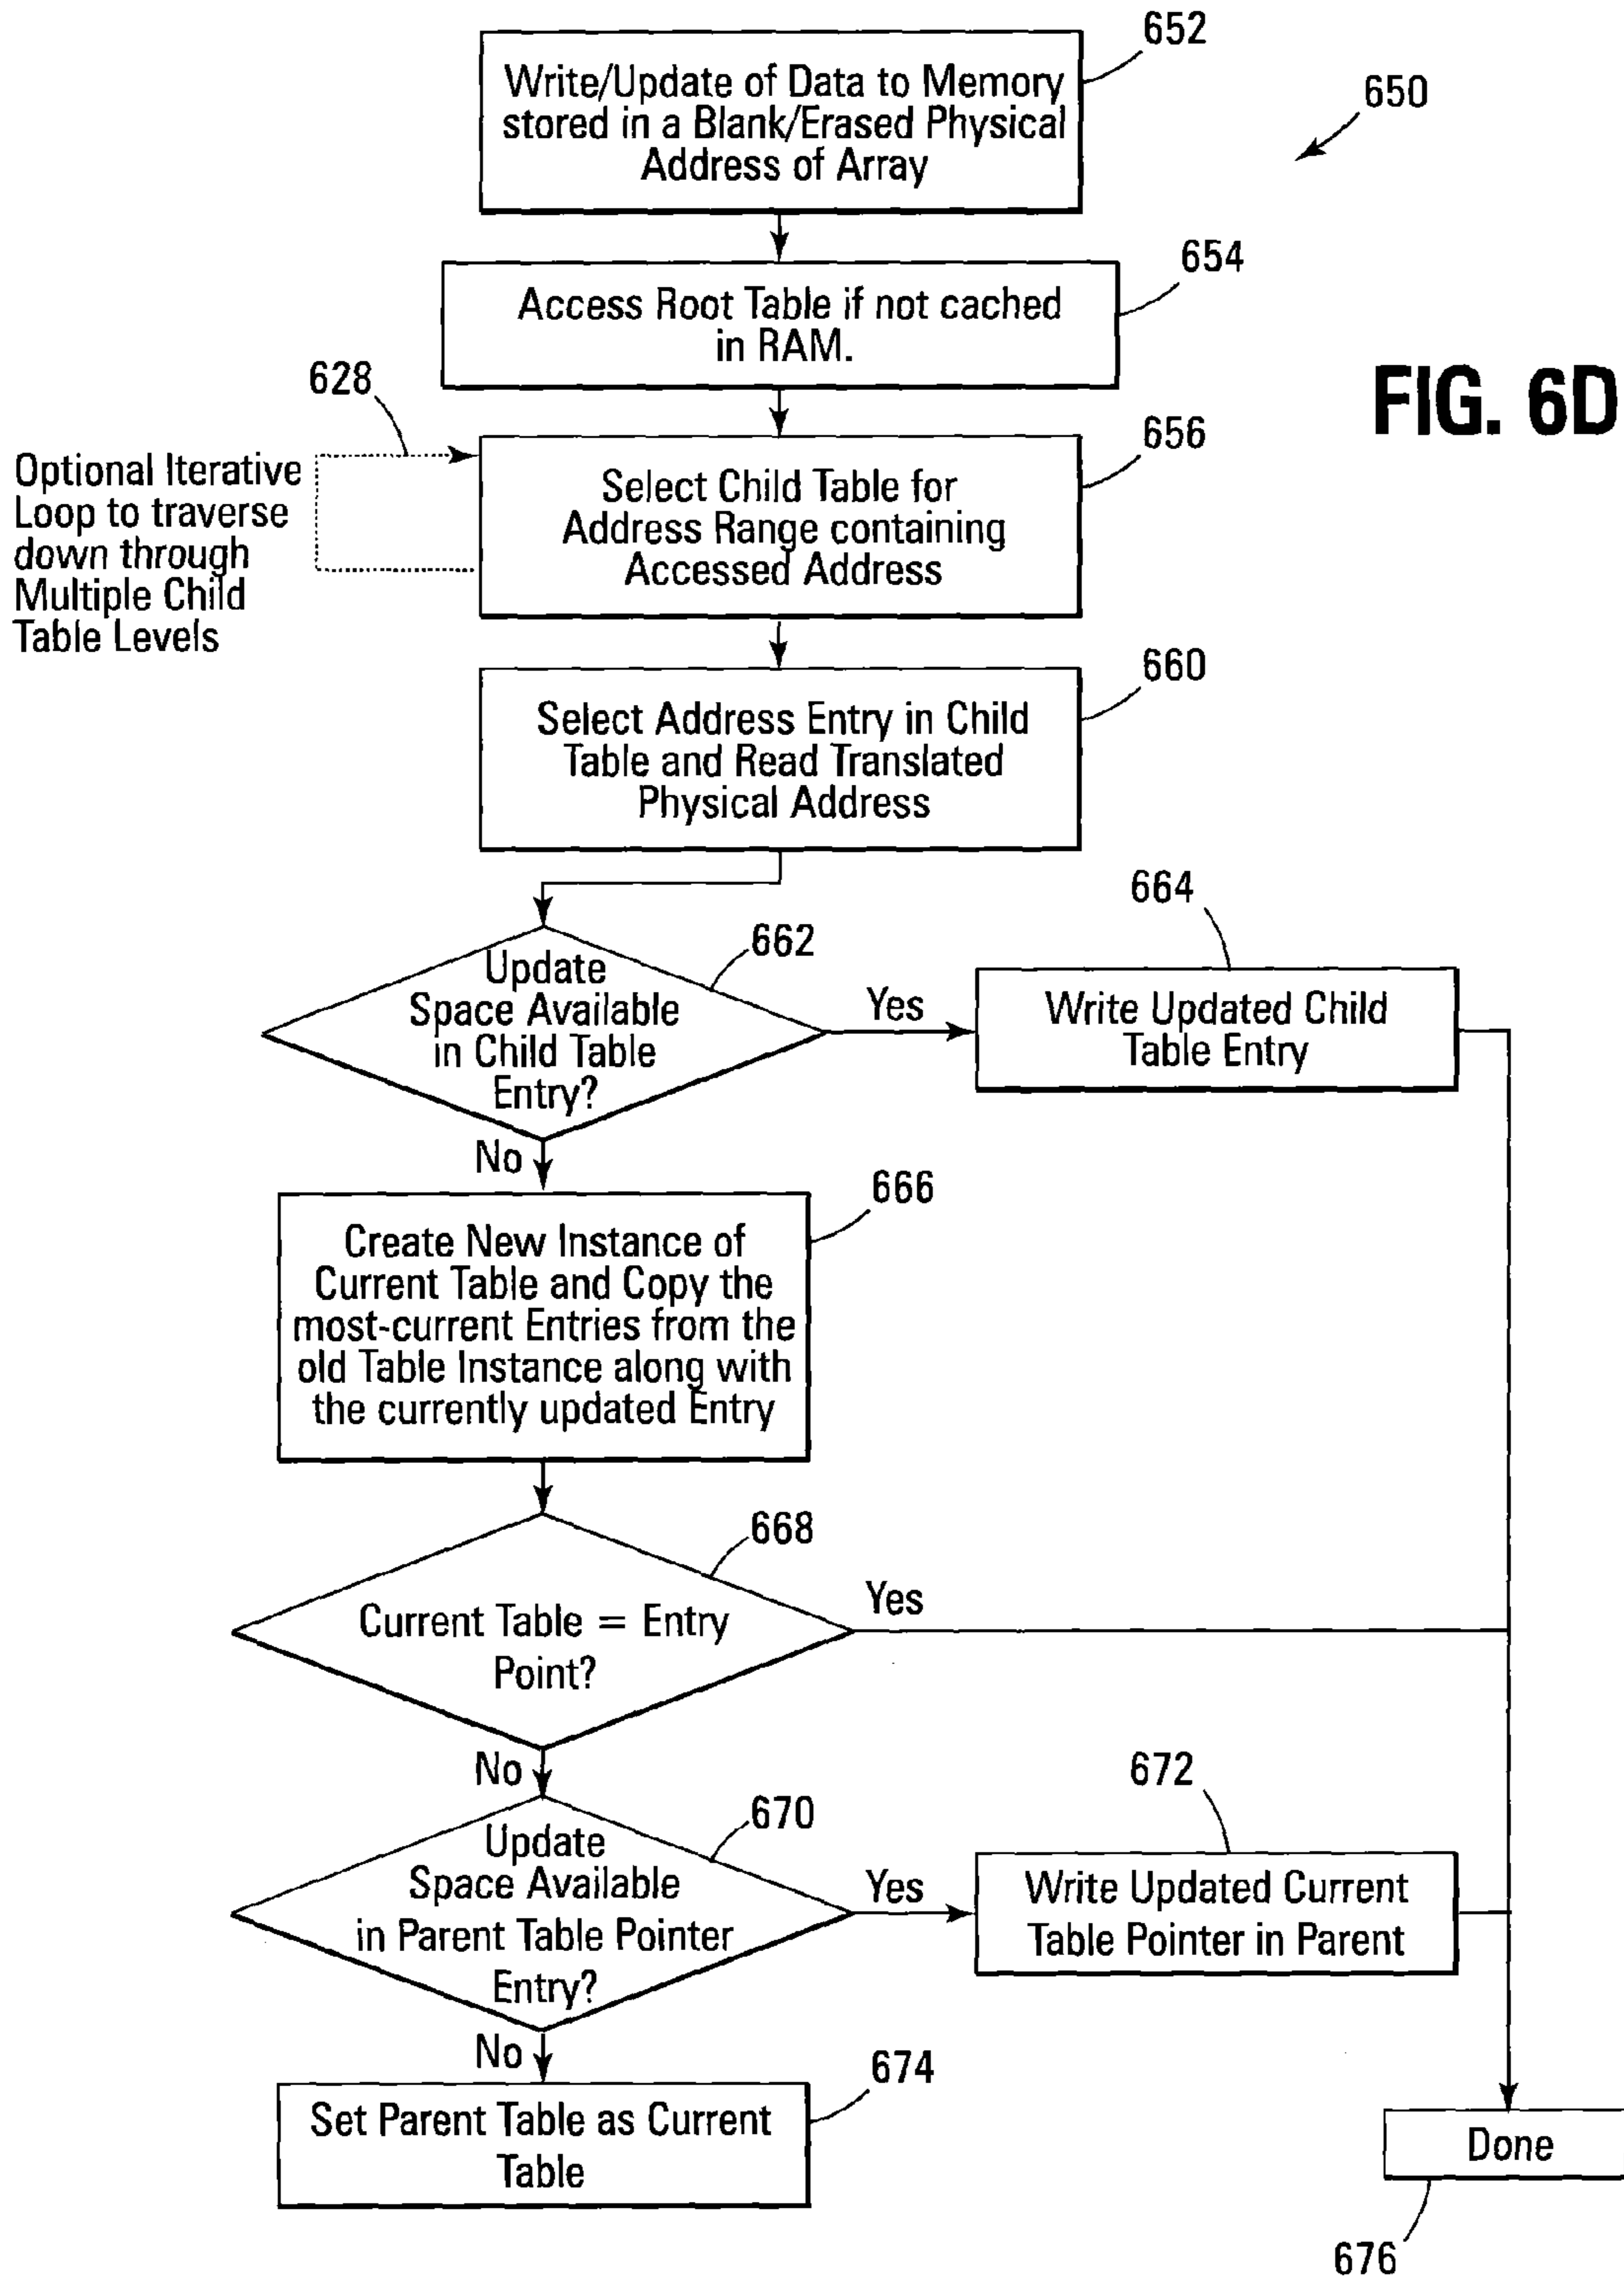 652
Write/Update of Data to Memory
stored in a Blank/Erased Physical
Address of Array
650
654
Access Root Table if not cached
in RAM.
FIG. 6D
628
Optional Iterative
Loop to traverse
down through
Multiple Child
Table Levels
656
Select Child Table for
Address Range containing
Accessed Address
660
Select Address Entry in Child
Table and Read Translated
Physical Address
662
Update
Space Available
in Child Table
Entry?
Yes
664
Write Updated Child
Table Entry
No
666
Create New Instance of
Current Table and Copy the
most-current Entries from the
old Table Instance along with
the currently updated Entry
668
Current Table = Entry
Point?
Yes
No
670
Update
Space Available
in Parent Table Pointer
Entry?
Yes
672
Write Updated Current
Table Pointer in Parent
No
674
Set Parent Table as Current
Table
Done
676